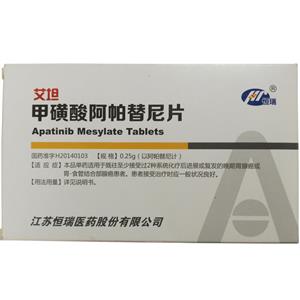 艾坦
甲磺酸阿帕替尼片
恒瑞®
Apatinib Mesylate Tablets
国药准字H20140103 【规格】0.25g（以阿帕替尼计）
【适应症】本品单药适用于既往至少接受过2种系统化疗后进展或复发的晚期胃腺癌或
胃-食管结合部腺癌患者。患者接受治疗时应一般状况良好。
【用法用量】详见说明书。
江苏恒瑞医药股份有限公司